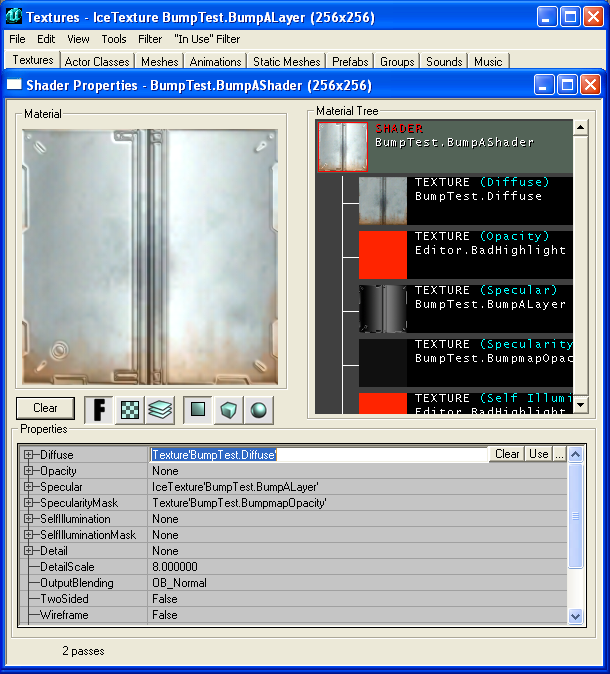 Textures - IceTexture BumpTest.BumpALayer (256x256)
File Edit View Tools Filter "In Use" Filter
Textures Actor Classes Meshes Animations Static Meshes Prefabs Groups Sounds Music
Shader Properties - BumpTest.BumpAShader (256x256)
Material
Material Tree
SHADER
BumpTest.BumpAShader
TEXTURE (Diffuse)
BumpTest.Diffuse
TEXTURE (Opacity)
Editor.BadHighlight
TEXTURE (Specular)
BumpTest.BumpALayer
TEXTURE (Specularity
BumpTest.BumpmapOpac
TEXTURE (Self Illumi
Editor.BadHighlight
Clear F
Properties
Diffuse Texture'BumpTest.Diffuse' Clear Use ...
Opacity None
Specular IceTexture'BumpTest.BumpALayer'
SpecularityMask Texture'BumpTest.BumpmapOpacity'
SelfIllumination None
SelfIlluminationMask None
Detail None
DetailScale 8.000000
OutputBlending OB_Normal
TwoSided False
Wireframe False
2 passes